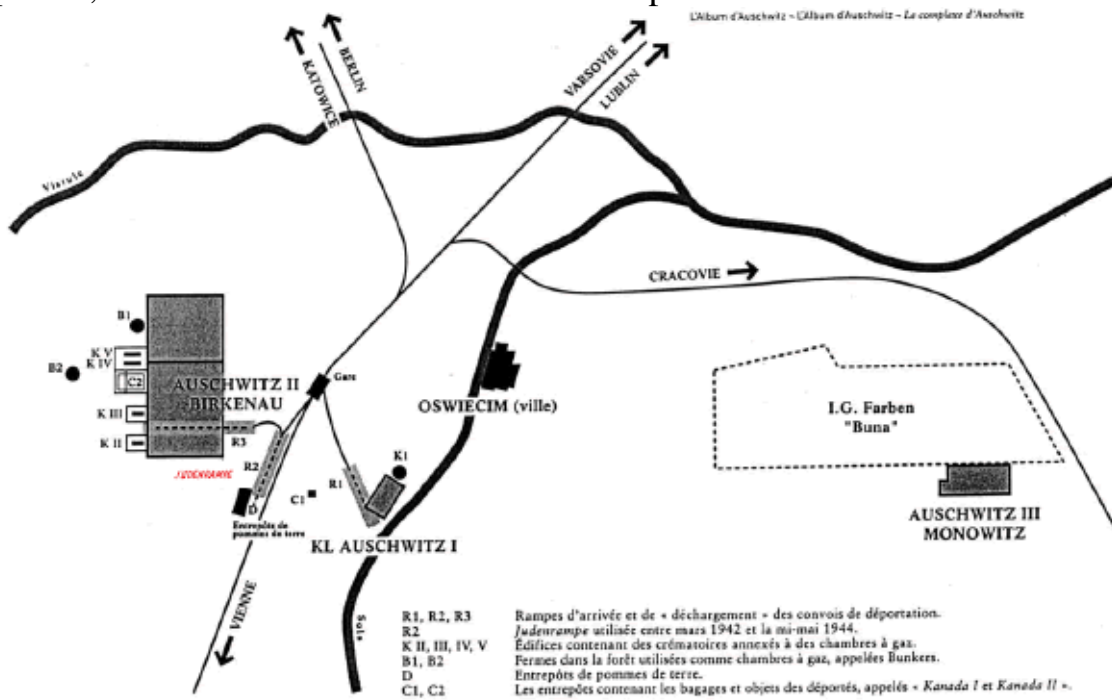 L'Album d'Auschwitz – L'Album d'Auschwitz – Le complexe d'Auschwitz
KATOWICE
BERLIN
VARSOVIE
LUBLIN
Vistule
CRACOVIE
B1
K V
K IV
B2
C2
AUSCHWITZ II
BIRKENAU
Gare
OSWIECIM (ville)
I.G. Farben
"Buna"
K III
K II
R3
JUDENRAMPE
R2
R1
K1
C1
D
Entrepôts de
pommes de terre
KL AUSCHWITZ I
AUSCHWITZ III
MONOWITZ
VIENNE
Sola
R1, R2, R3 Rampes d'arrivée et de « déchargement » des convois de déportation.
R2 Judenrampe utilisée entre mars 1942 et la mi-mai 1944.
K II, III, IV, V Édifices contenant des crématoires annexés à des chambres à gaz.
B1, B2 Fermes dans la forêt utilisées comme chambres à gaz, appelées Bunkers.
D Entrepôts de pommes de terre.
C1, C2 Les entrepôts contenant les bagages et objets des déportés, appelés « Kanada I et Kanada II ».